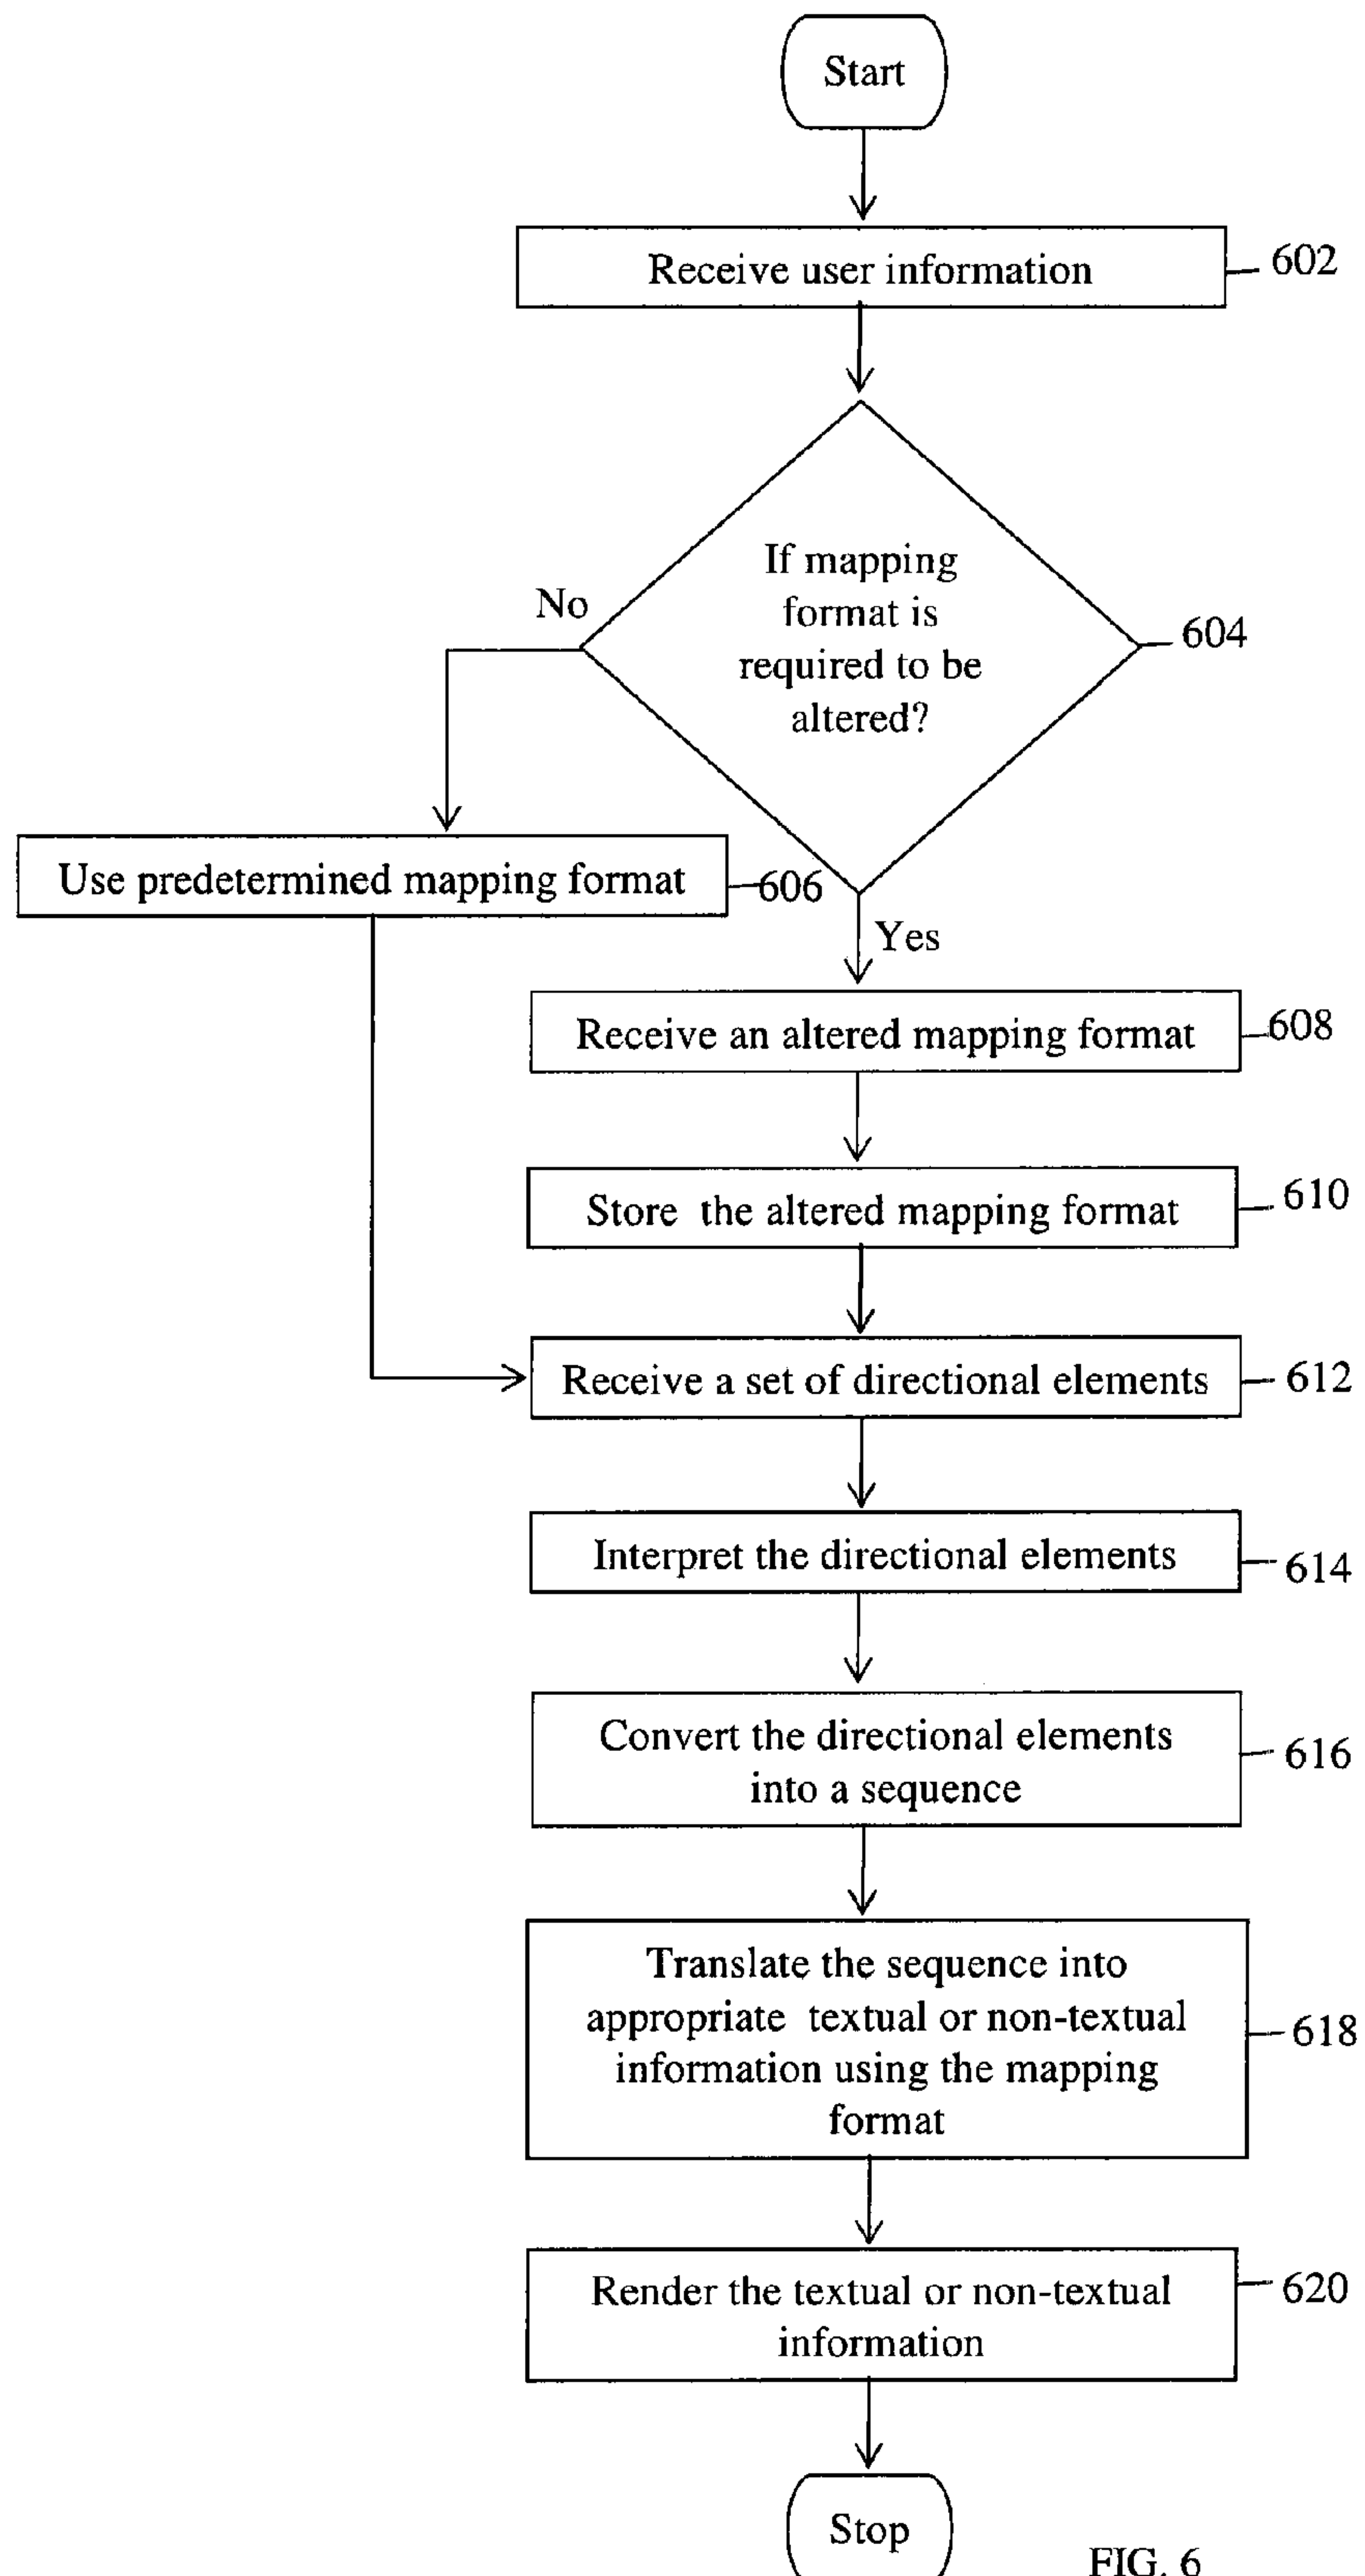 Start
Receive user information
602
If mapping
format is
required to be
altered?
604
No
Use predetermined mapping format
606
Yes
Receive an altered mapping format
608
Store the altered mapping format
610
Receive a set of directional elements
612
Interpret the directional elements
614
Convert the directional elements
into a sequence
616
Translate the sequence into
appropriate textual or non-textual
information using the mapping
format
618
Render the textual or non-textual
information
620
Stop
FIG. 6